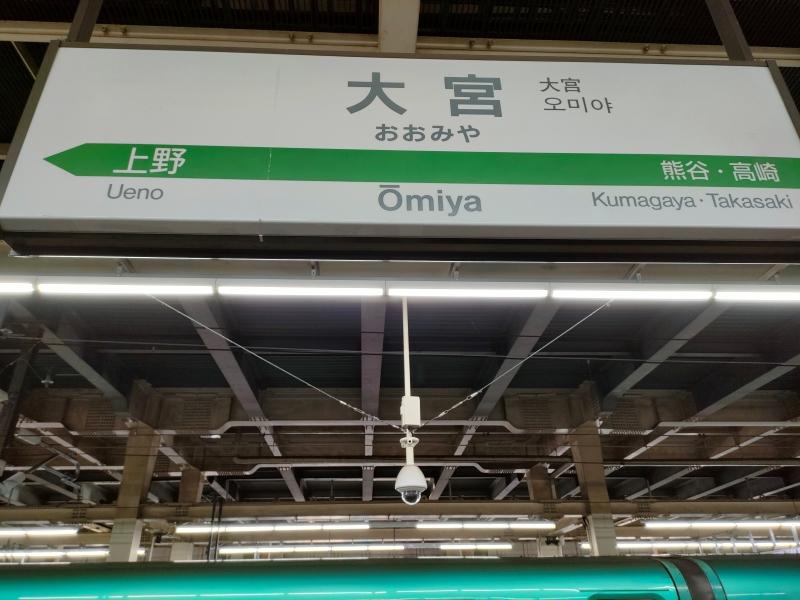 大宮
大宮
오미야
おおみや
上野
熊谷・高崎
Ueno
Ōmiya
Kumagaya・Takasaki